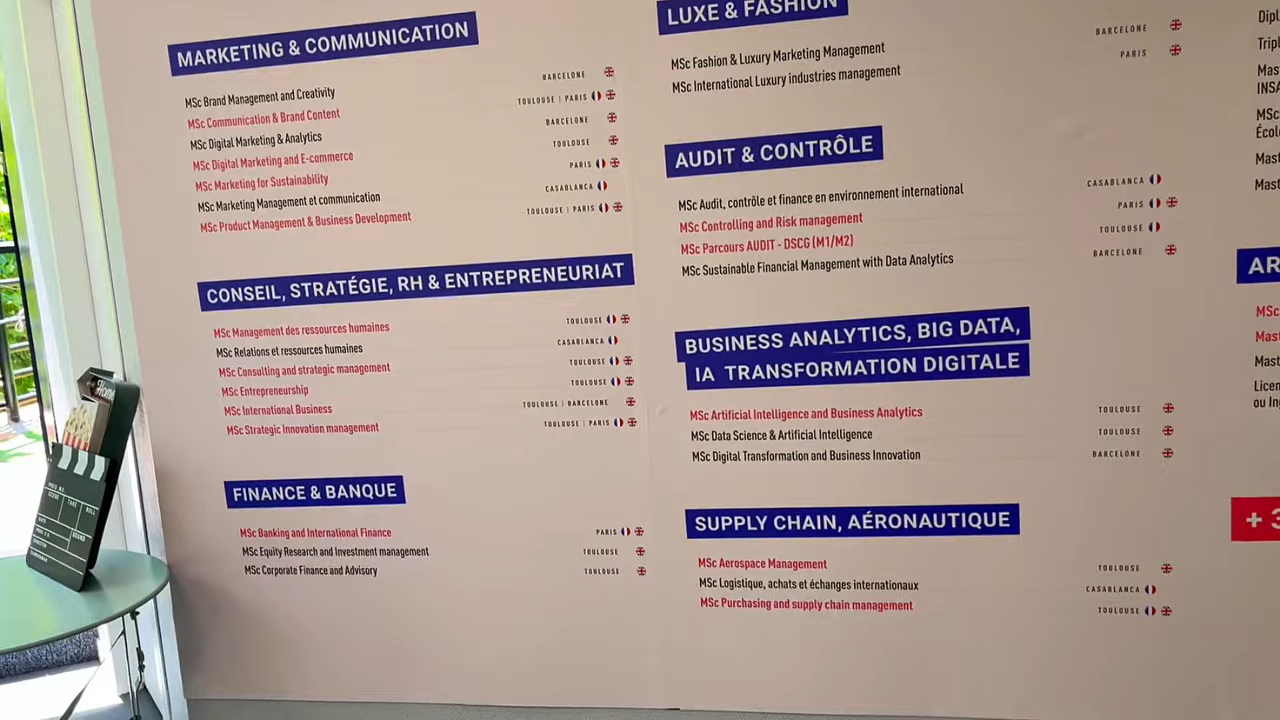 MARKETING & COMMUNICATION
MSc Brand Management and Creativity BARCELONE
MSc Communication & Brand Content TOULOUSE | PARIS
MSc Digital Marketing & Analytics BARCELONE
MSc Digital Marketing and E-commerce TOULOUSE
MSc Marketing for Sustainability PARIS
MSc Marketing Management et communication CASABLANCA
MSc Product Management & Business Development TOULOUSE | PARIS
CONSEIL, STRATÉGIE, RH & ENTREPRENEURIAT
MSc Management des ressources humaines TOULOUSE
MSc Relations et ressources humaines CASABLANCA
MSc Consulting and strategic management TOULOUSE
MSc Entrepreneurship TOULOUSE
MSc International Business TOULOUSE | BARCELONE
MSc Strategic Innovation management TOULOUSE | PARIS
FINANCE & BANQUE
MSc Banking and International Finance PARIS
MSc Equity Research and Investment management TOULOUSE
MSc Corporate Finance and Advisory TOULOUSE
LUXE & FASHION
MSc Fashion & Luxury Marketing Management BARCELONE
MSc International Luxury industries management PARIS
AUDIT & CONTRÔLE
MSc Audit, contrôle et finance en environnement international CASABLANCA
MSc Controlling and Risk management PARIS
MSc Parcours AUDIT - DSCG (M1/M2) TOULOUSE
MSc Sustainable Financial Management with Data Analytics BARCELONE
BUSINESS ANALYTICS, BIG DATA,
IA TRANSFORMATION DIGITALE
MSc Artificial Intelligence and Business Analytics TOULOUSE
MSc Data Science & Artificial Intelligence TOULOUSE
MSc Digital Transformation and Business Innovation BARCELONE
SUPPLY CHAIN, AÉRONAUTIQUE
MSc Aerospace Management TOULOUSE
MSc Logistique, achats et échanges internationaux CASABLANCA
MSc Purchasing and supply chain management TOULOUSE
INSA
MSc
MSc
+ 3
SCENE TAKE ROLL
DATE SOUND